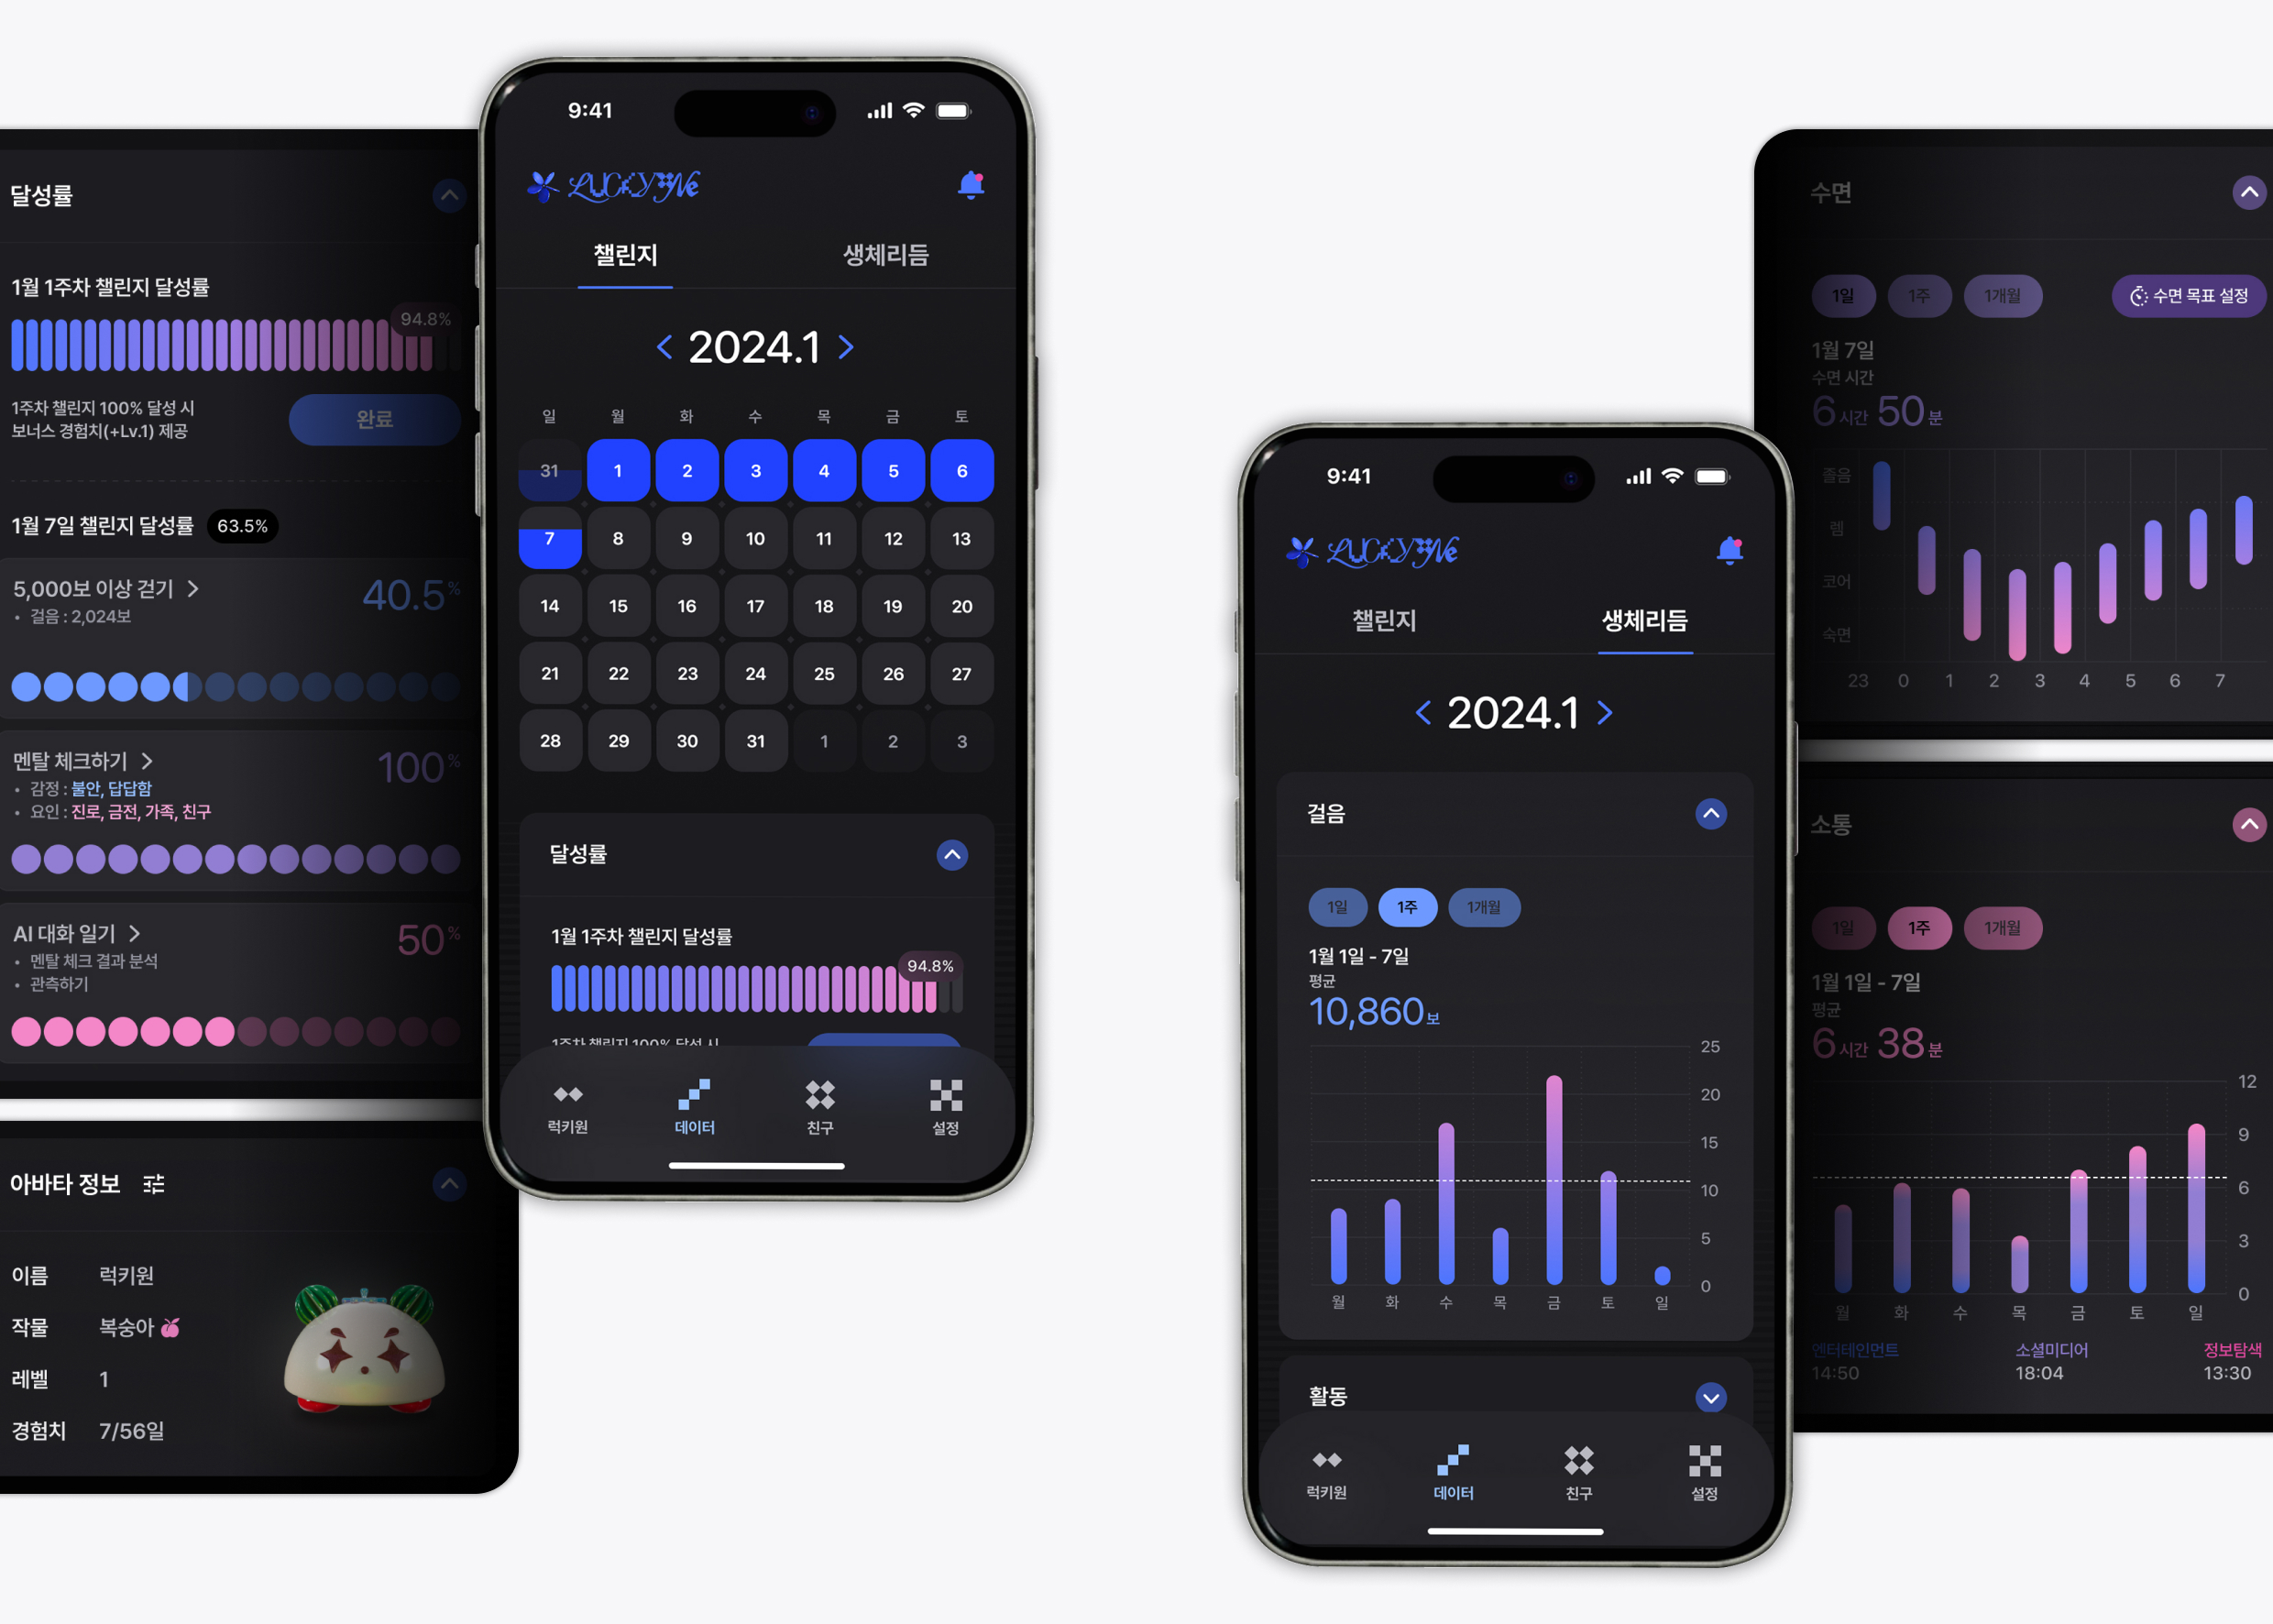 달성률
1월 1주차 챌린지 달성률
94.8%
1주차 챌린지 100% 달성 시
보너스 경험치(+Lv.1) 제공
완료
1월 7일 챌린지 달성률 63.5%
5,000보 이상 걷기
• 걸음 : 2,024보
40.5%
멘탈 체크하기
• 감정 : 불안, 답답함
• 요인 : 진로, 금전, 가족, 친구
100%
AI 대화 일기
• 멘탈 체크 결과 분석
• 관측하기
50%
아바타 정보
이름 럭키원
작물 복숭아
레벨 1
경험치 7/56일
9:41
LUCKY ONe
챌린지 생체리듬
2024.1
일 월 화 수 목 금 토
31 1 2 3 4 5 6
7 8 9 10 11 12 13
14 15 16 17 18 19 20
21 22 23 24 25 26 27
28 29 30 31 1 2 3
달성률
1월 1주차 챌린지 달성률
94.8%
1주차 챌린지 100% 달성 시
럭키원 데이터 친구 설정
9:41
LUCKY ONe
챌린지 생체리듬
2024.1
걸음
1일 1주 1개월
1월 1일 - 7일
평균
10,860보
25
20
15
10
5
0
월 화 수 목 금 토 일
활동
럭키원 데이터 친구 설정
수면
1일 1주 1개월
수면 목표 설정
1월 7일
수면 시간
6시간 50분
졸음
렘
코어
숙면
23 0 1 2 3 4 5 6 7
소통
1일 1주 1개월
1월 1일 - 7일
평균
6시간 38분
12
9
6
3
0
월 화 수 목 금 토 일
엔터테인먼트 소셜미디어 정보탐색
14:50 18:04 13:30